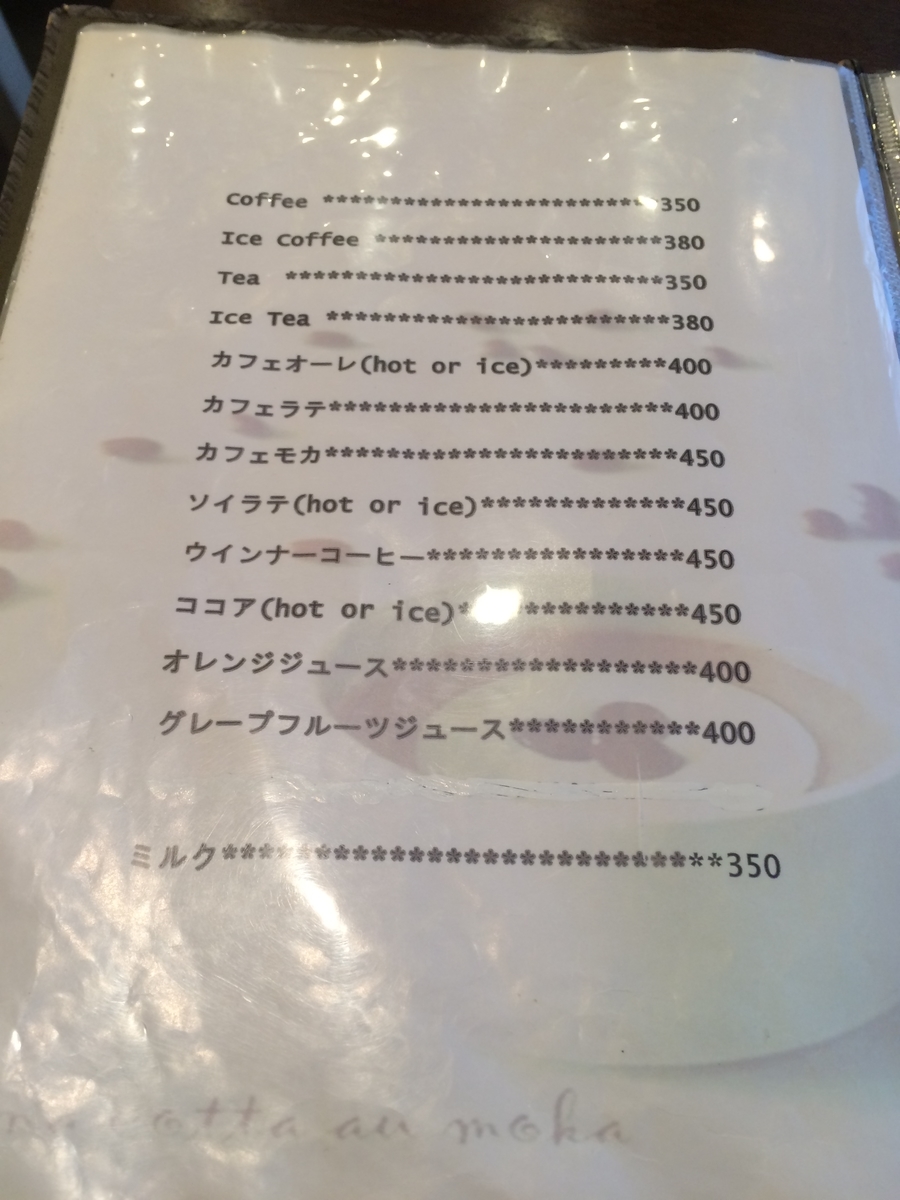 Coffee *************************350
Ice Coffee *********************380
Tea ****************************350
Ice Tea ************************380
カフェオーレ(hot or ice)*********400
カフェラテ***********************400
カフェモカ***********************450
ソイラテ(hot or ice)*************450
ウインナーコーヒー****************450
ココア(hot or ice)**************450
オレンジジュース*******************400
グレープフルーツジュース***********400
ミルク***************************350
otta au moka